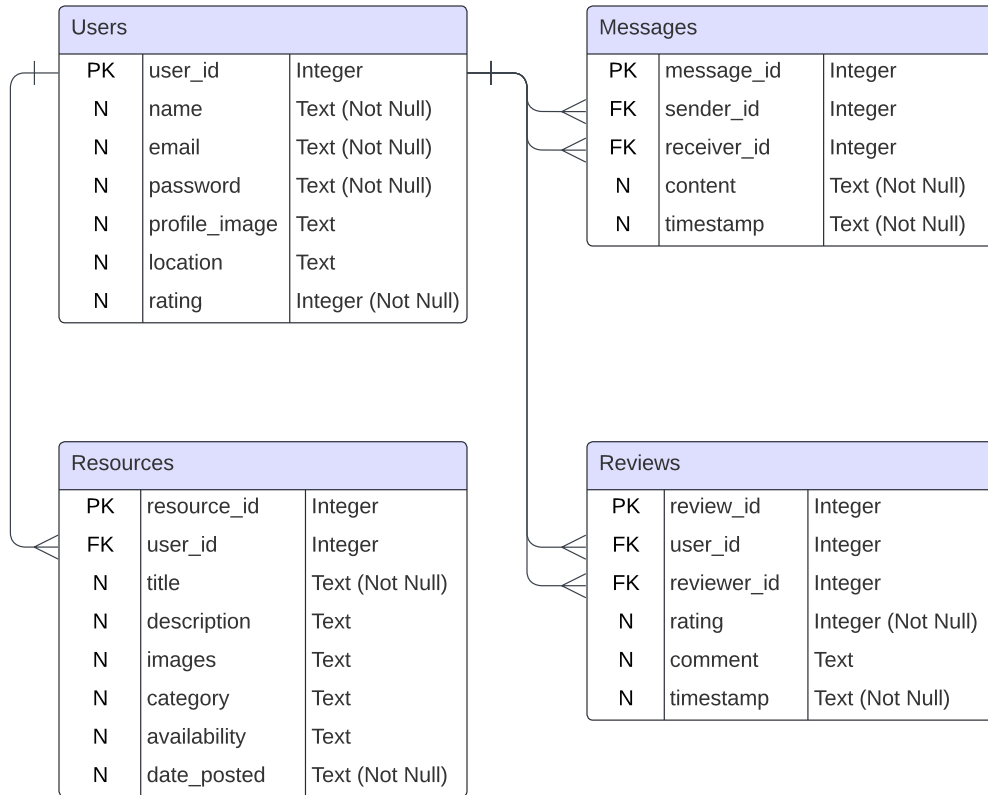 Users
PK user_id Integer
N name Text (Not Null)
N email Text (Not Null)
N password Text (Not Null)
N profile_image Text
N location Text
N rating Integer (Not Null)
Messages
PK message_id Integer
FK sender_id Integer
FK receiver_id Integer
N content Text (Not Null)
N timestamp Text (Not Null)
Resources
PK resource_id Integer
FK user_id Integer
N title Text (Not Null)
N description Text
N images Text
N category Text
N availability Text
N date_posted Text (Not Null)
Reviews
PK review_id Integer
FK user_id Integer
FK reviewer_id Integer
N rating Integer (Not Null)
N comment Text
N timestamp Text (Not Null)